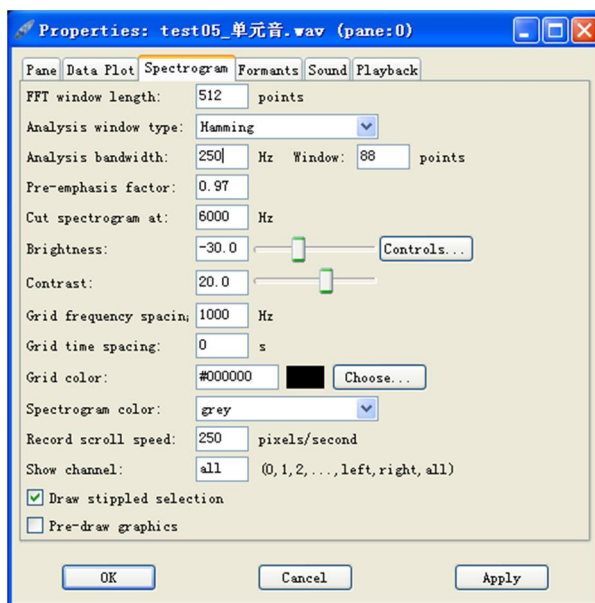 Properties: test05_单元音.wav (pane:0)
Pane Data Plot Spectrogram Formants Sound Playback
FFT window length: 512 points
Analysis window type: Hamming
Analysis bandwidth: 250 Hz Window: 88 points
Pre-emphasis factor: 0.97
Cut spectrogram at: 6000 Hz
Brightness: -30.0 Controls...
Contrast: 20.0
Grid frequency spacin 1000 Hz
Grid time spacing: 0 s
Grid color: #000000 Choose...
Spectrogram color: grey
Record scroll speed: 250 pixels/second
Show channel: all (0,1,2,...,left,right,all)
Draw stippled selection
Pre-draw graphics
OK Cancel Apply